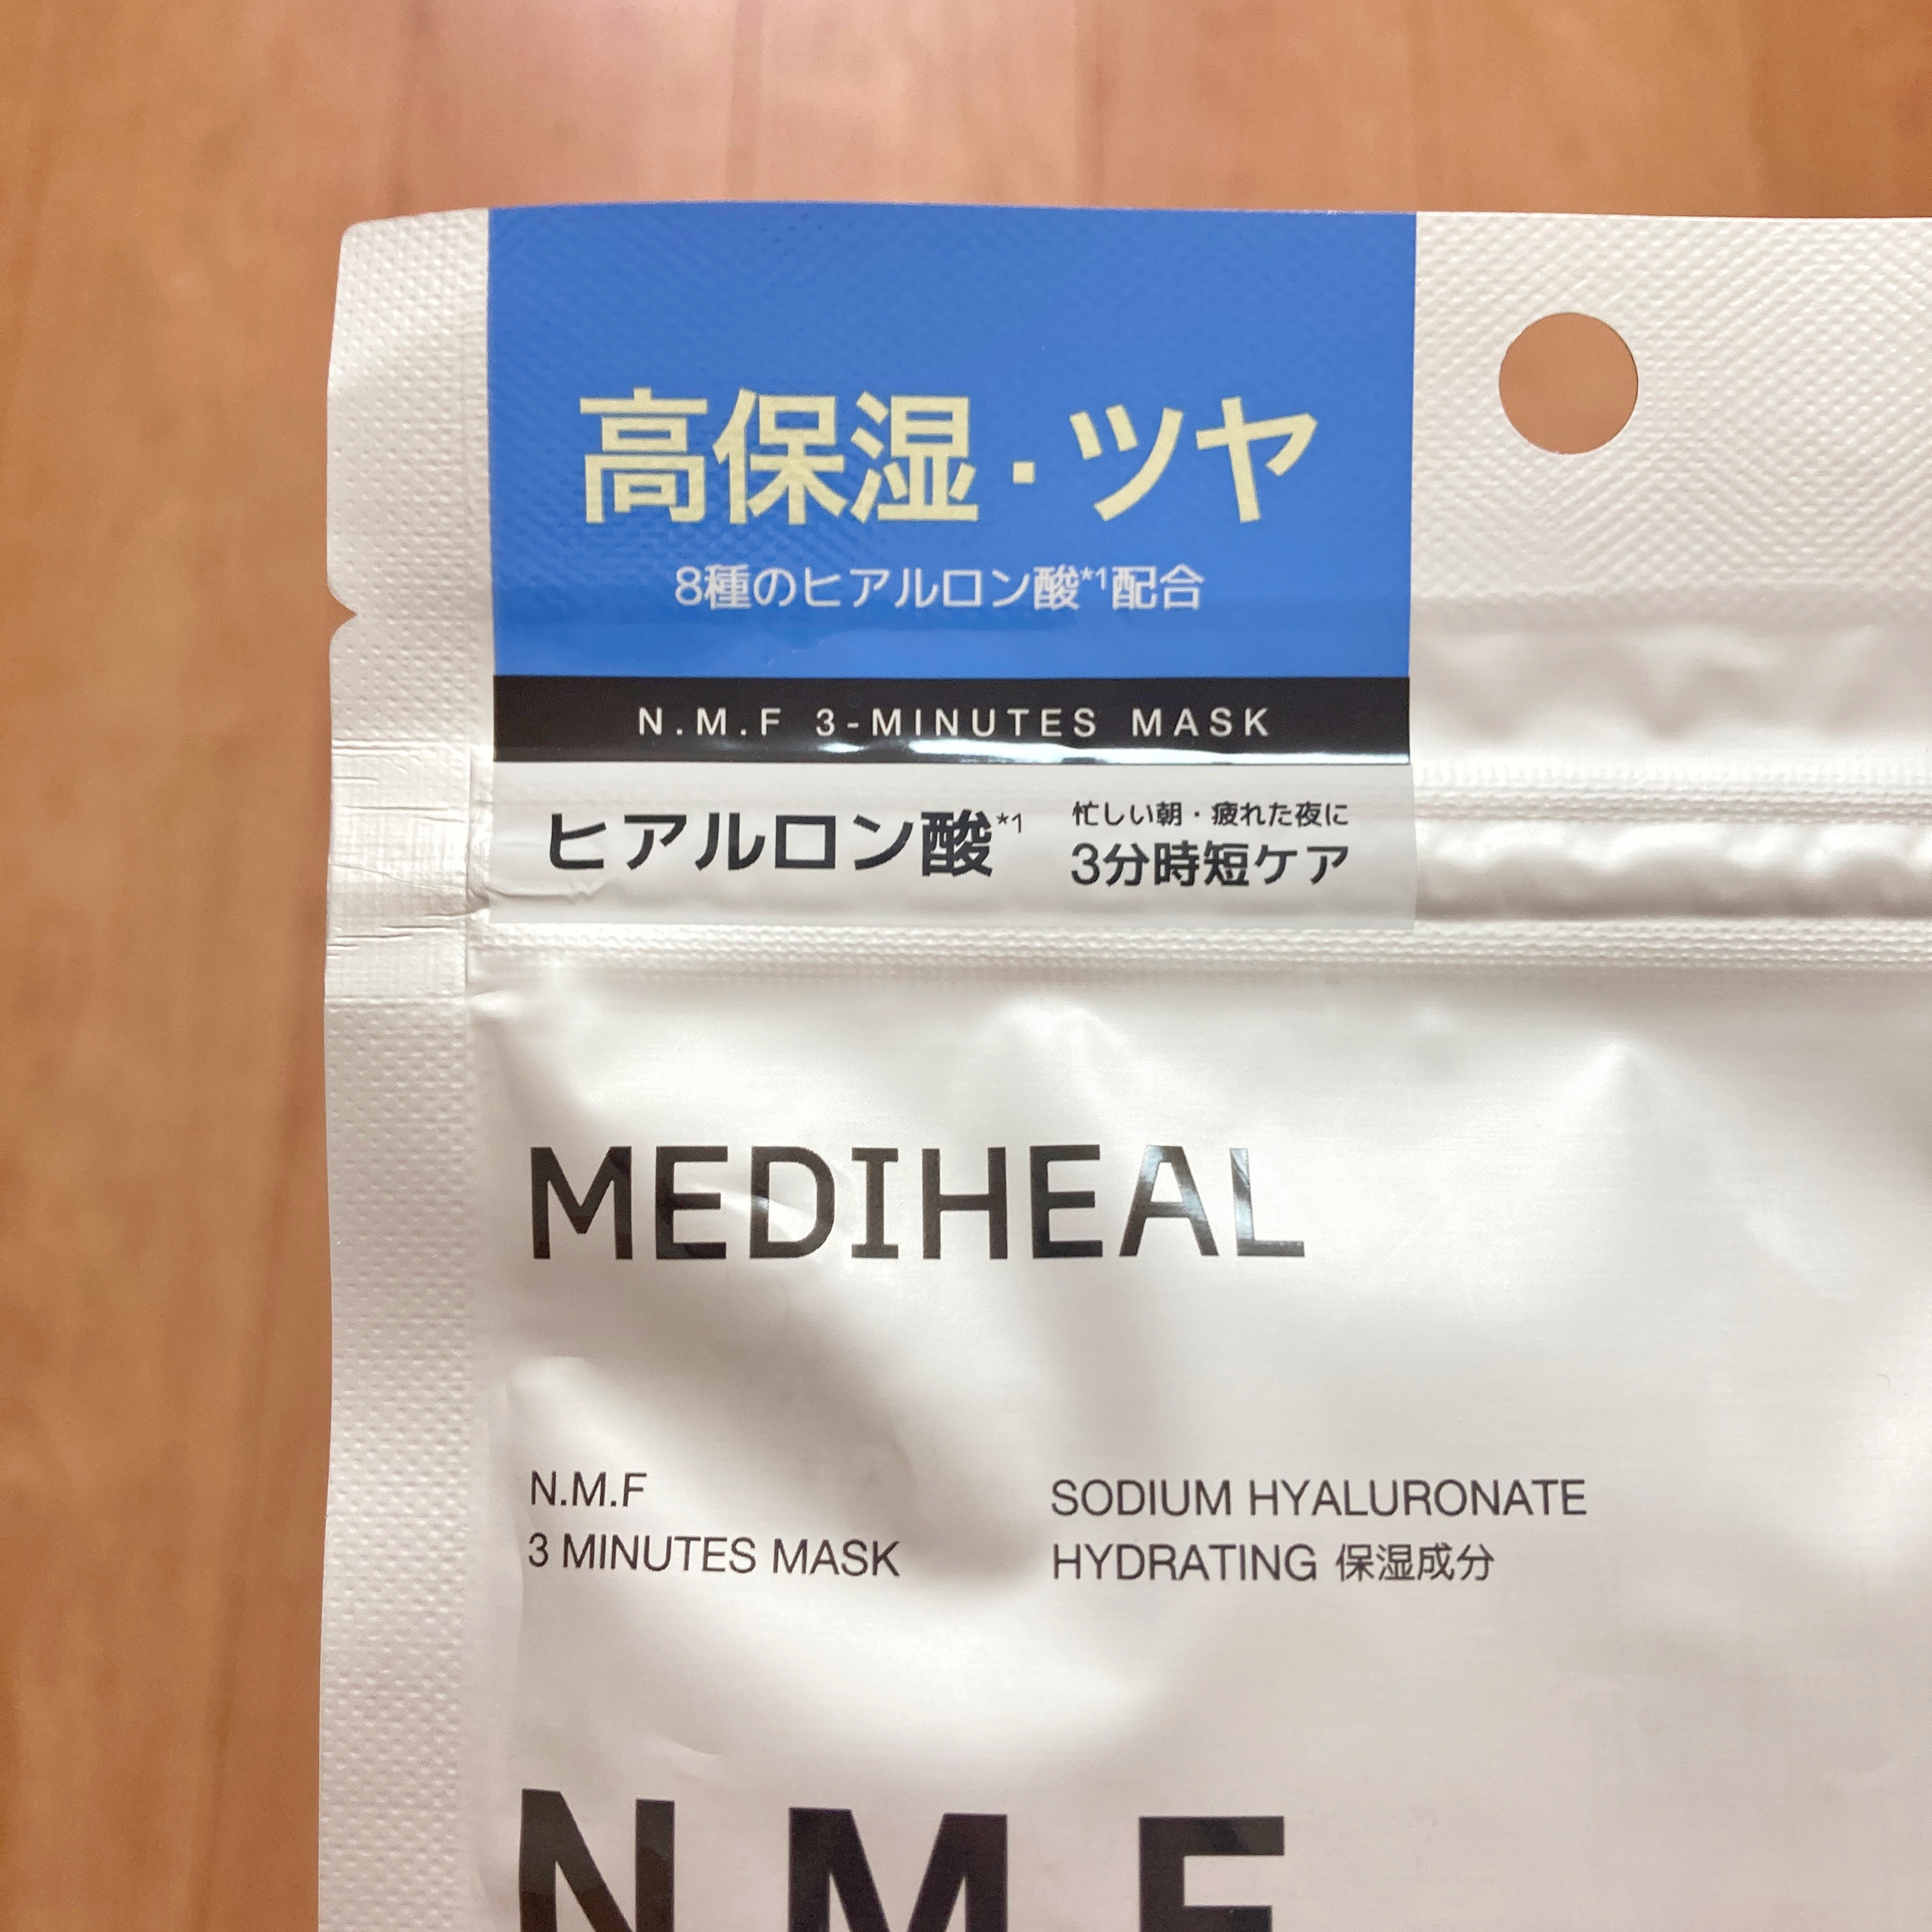 高保湿・ツヤ
8種のヒアルロン酸*1配合
N.M.F 3-MINUTES MASK
ヒアルロン酸*1
忙しい朝・疲れた夜に
3分時短ケア
MEDIHEAL
N.M.F
3 MINUTES MASK
SODIUM HYALURONATE
HYDRATING 保湿成分
N.M.F